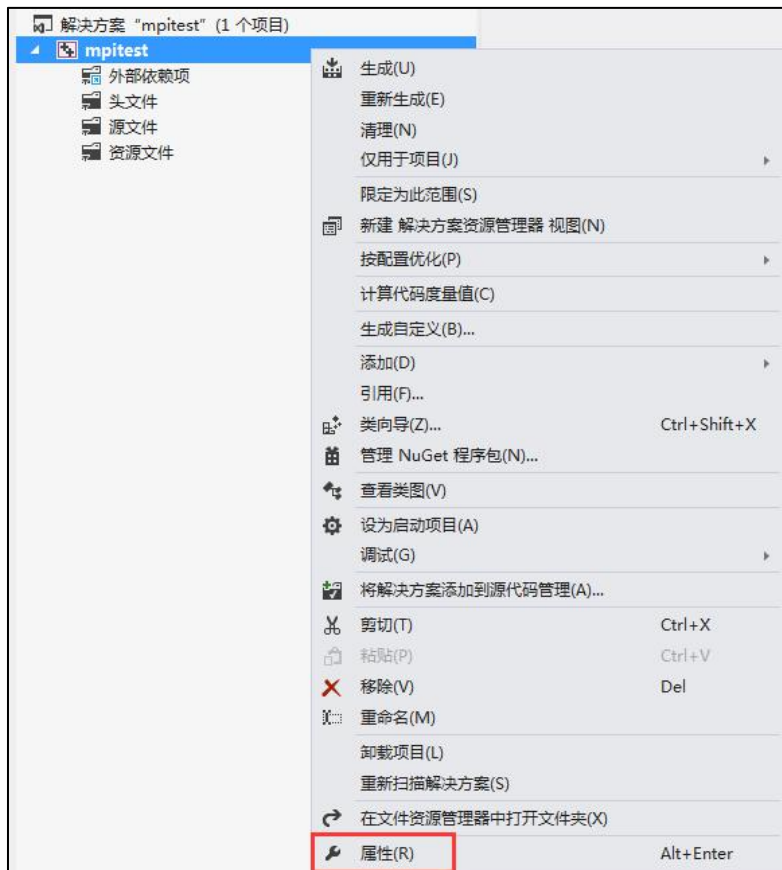 解决方案 "mpitest" (1 个项目)
mpitest
外部依赖项
头文件
源文件
资源文件
生成(U)
重新生成(E)
清理(N)
仅用于项目(J)
限定为此范围(S)
新建 解决方案资源管理器 视图(N)
按配置优化(P)
计算代码度量值(C)
生成自定义(B)...
添加(D)
引用(F)...
类向导(Z)... Ctrl+Shift+X
管理 NuGet 程序包(N)...
查看类图(V)
设为启动项目(A)
调试(G)
将解决方案添加到源代码管理(A)...
剪切(T) Ctrl+X
粘贴(P) Ctrl+V
移除(V) Del
重命名(M)
卸载项目(L)
重新扫描解决方案(S)
在文件资源管理器中打开文件夹(X)
属性(R) Alt+Enter